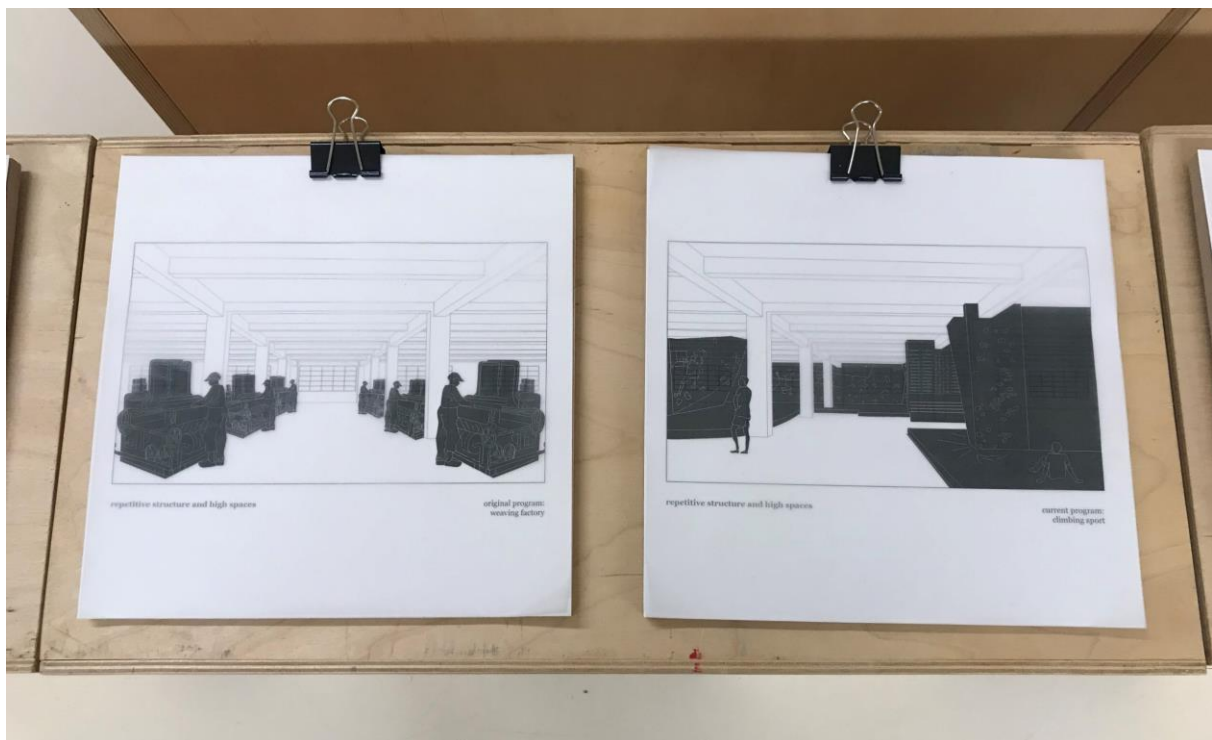 repetitive structure and high spaces
original program:
weaving factory
repetitive structure and high spaces
current program:
climbing sport